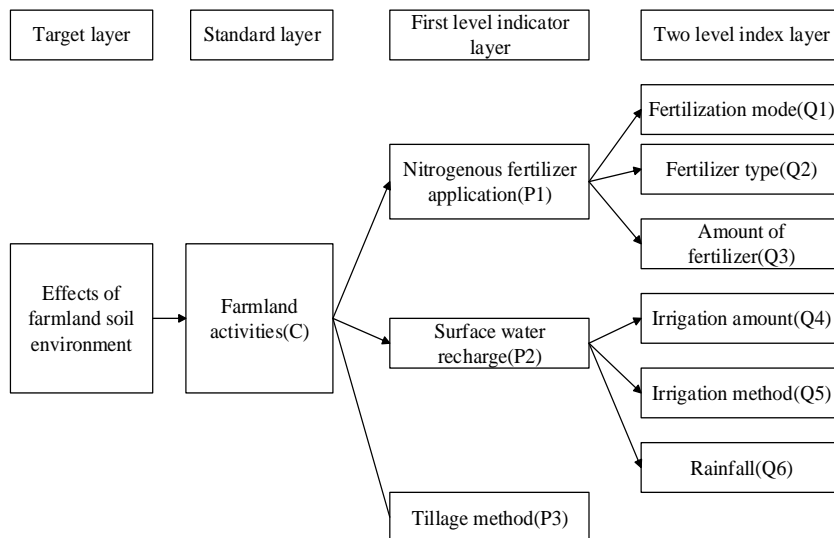 Target layer
Standard layer
First level indicator
layer
Two level index layer
Fertilization mode(Q1)
Nitrogenous fertilizer
application(P1)
Fertilizer type(Q2)
Amount of
fertilizer(Q3)
Effects of
farmland soil
environment
Farmland
activities(C)
Surface water
recharge(P2)
Irrigation amount(Q4)
Irrigation method(Q5)
Rainfall(Q6)
Tillage method(P3)